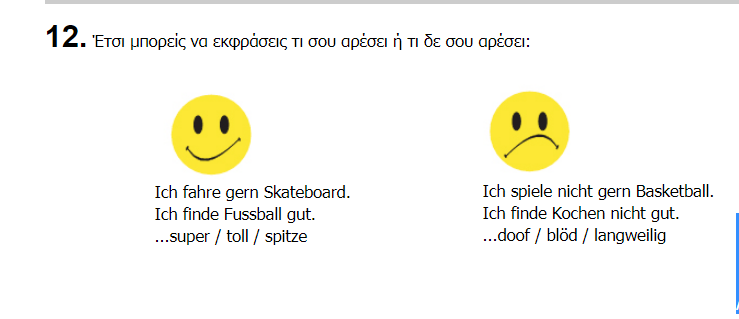 12. Έτσι μπορείς να εκφράσεις τι σου αρέσει ή τι δε σου αρέσει:
Ich fahre gern Skateboard.
Ich finde Fussball gut.
...super / toll / spitze
Ich spiele nicht gern Basketball.
Ich finde Kochen nicht gut.
...doof / blöd / langweilig